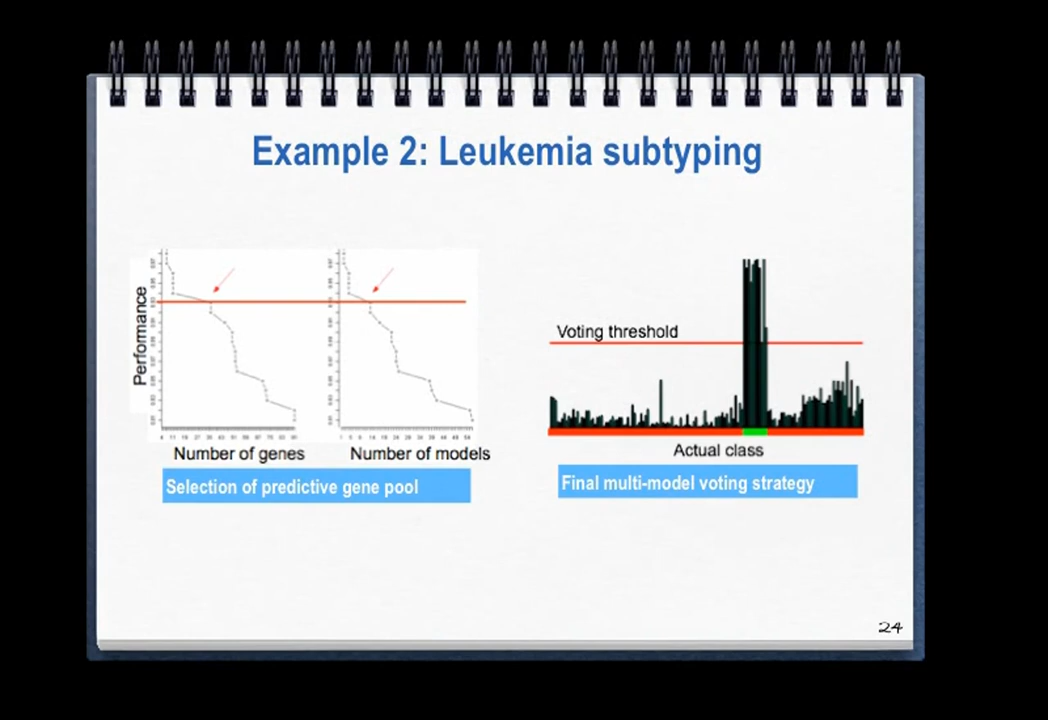 Example 2: Leukemia subtyping
Performance
Number of genes
Number of models
Selection of predictive gene pool
Voting threshold
Actual class
Final multi-model voting strategy
24